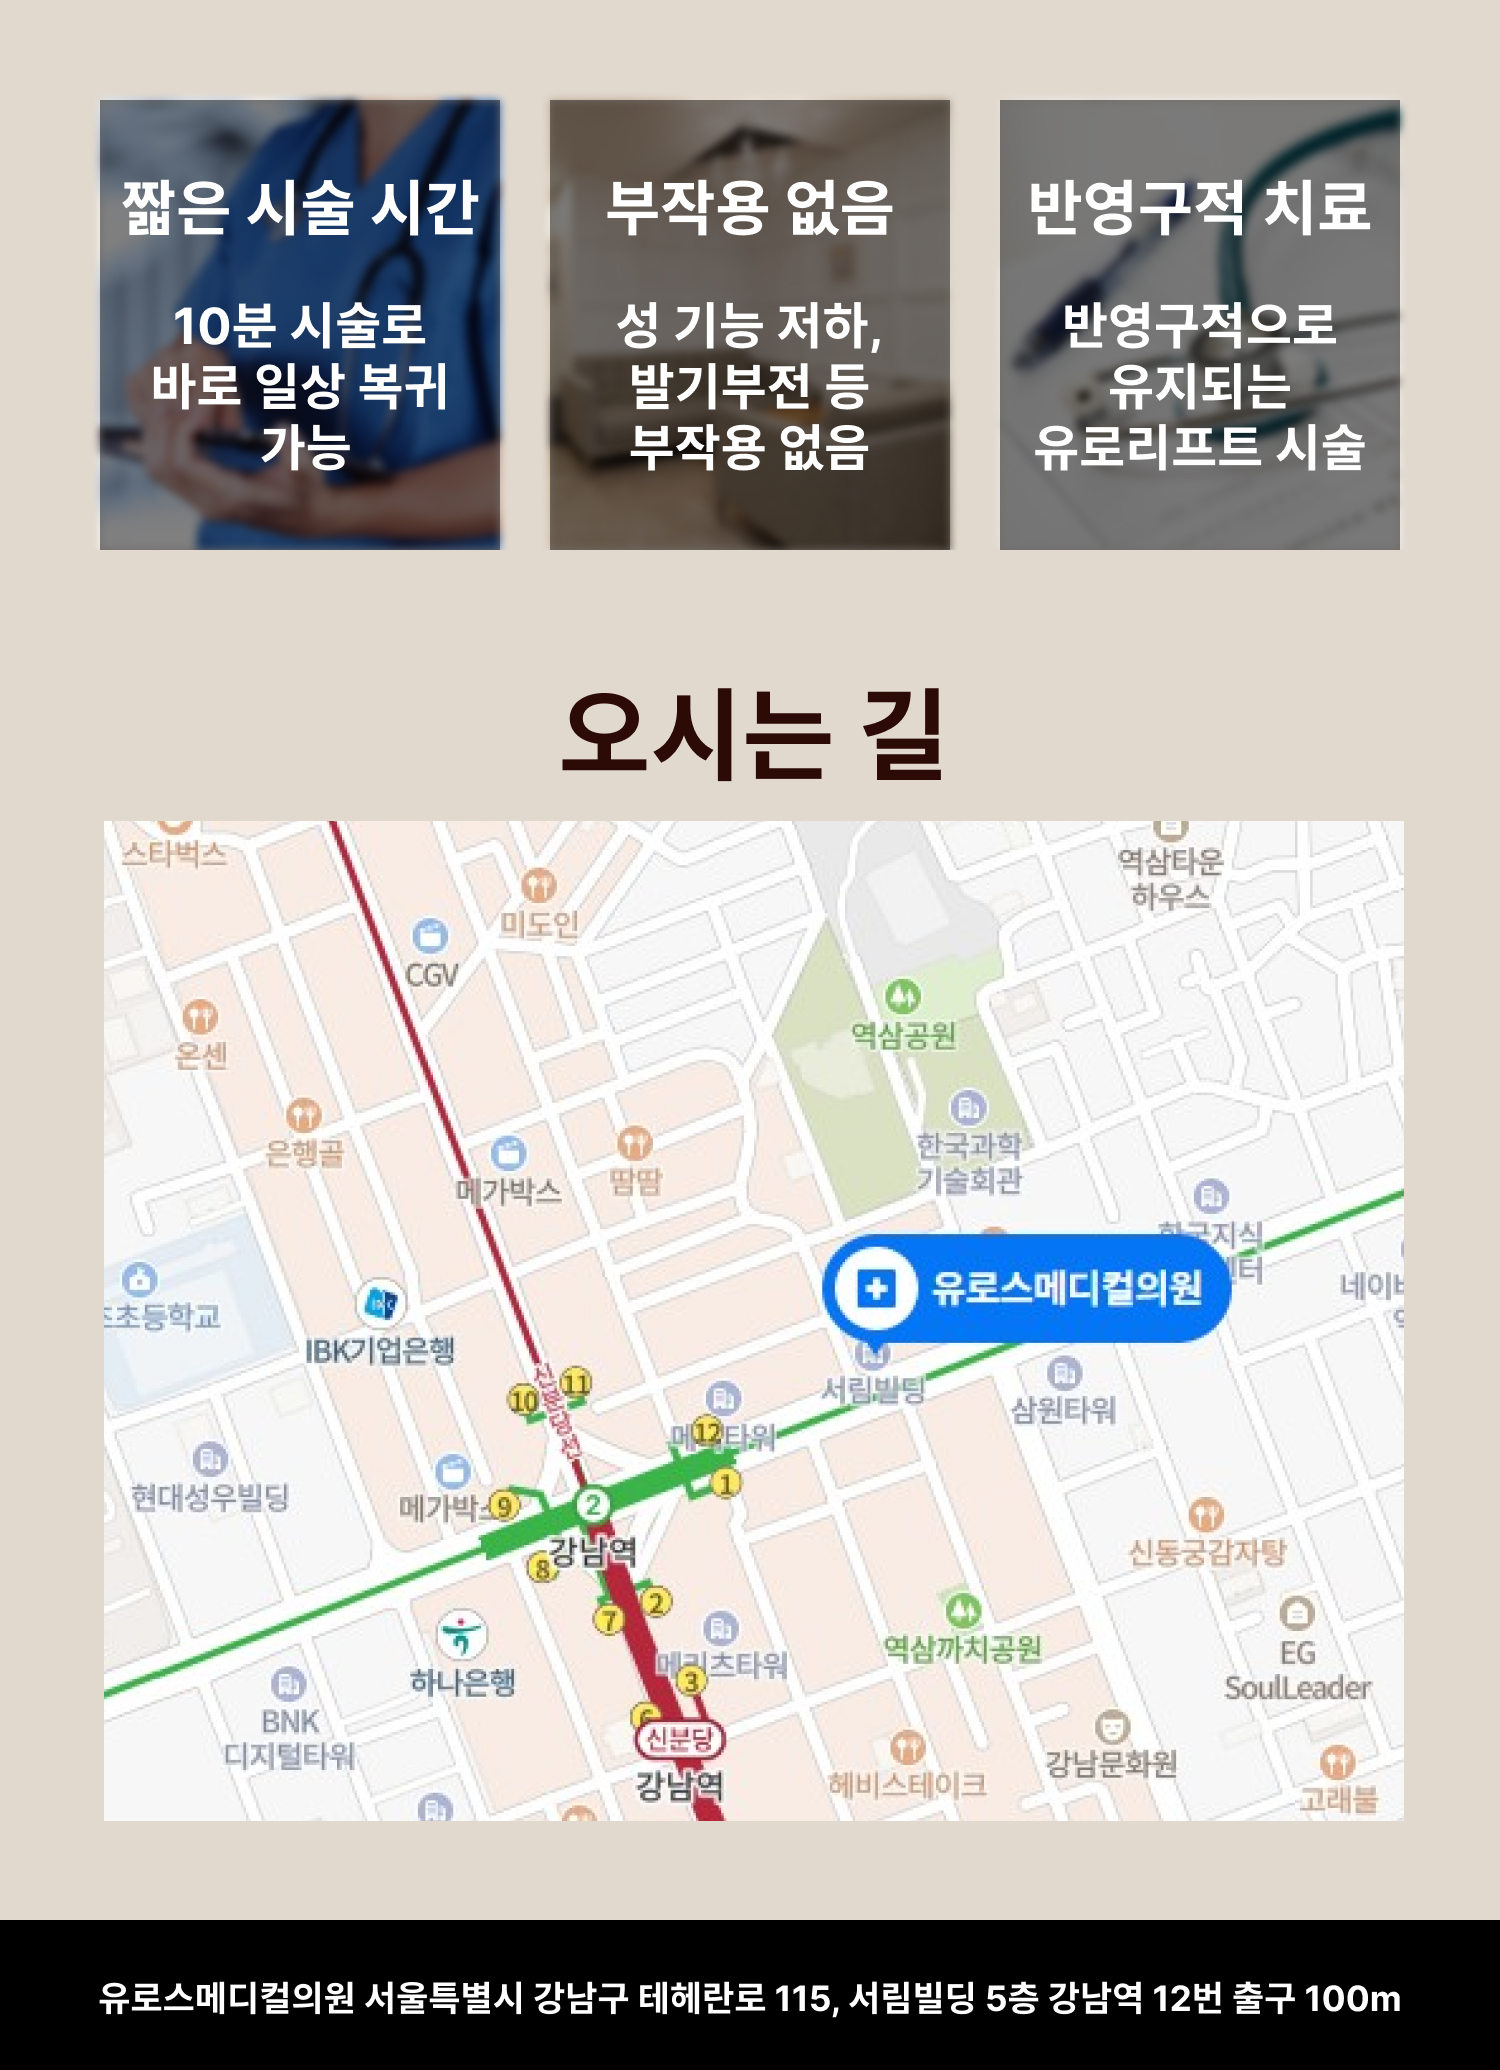 짧은 시술 시간
10분 시술로
바로 일상 복귀
가능
부작용 없음
성 기능 저하,
발기부전 등
부작용 없음
반영구적 치료
반영구적으로
유지되는
유로리프트 시술
오시는 길
스타벅스
미도인
역삼타운
하우스
CGV
온센
역삼공원
은행골
메가박스
땀땀
한국과학
기술회관
한국지식
센터
초등학교
네이버
유로스메디컬의원
IBK기업은행
신분당선
10
11
서림빌딩
삼원타워
12
타워
1
현대성우빌딩
메가박스
9
2
강남역
8
신동궁감자탕
7
2
하나은행
메리츠타워
3
역삼까치공원
EG
SoulLeader
BNK
디지털타워
6
신분당
강남역
헤비스테이크
강남문화원
고래불
유로스메디컬의원 서울특별시 강남구 테헤란로 115, 서림빌딩 5층 강남역 12번 출구 100m